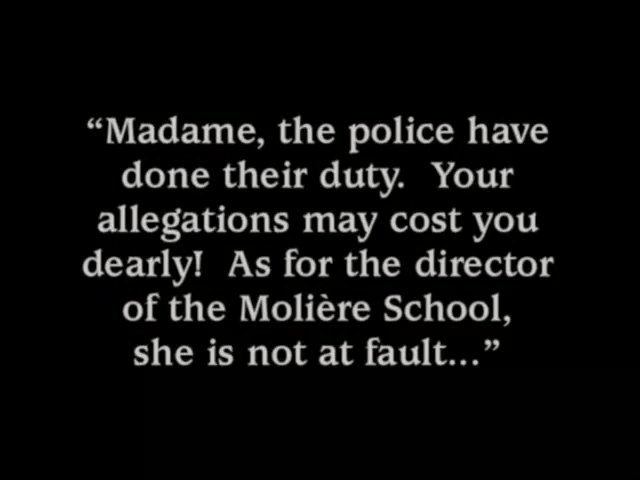 “Madame, the police have
done their duty.  Your
allegations may cost you
dearly!  As for the director
of the Molière School,
she is not at fault...”